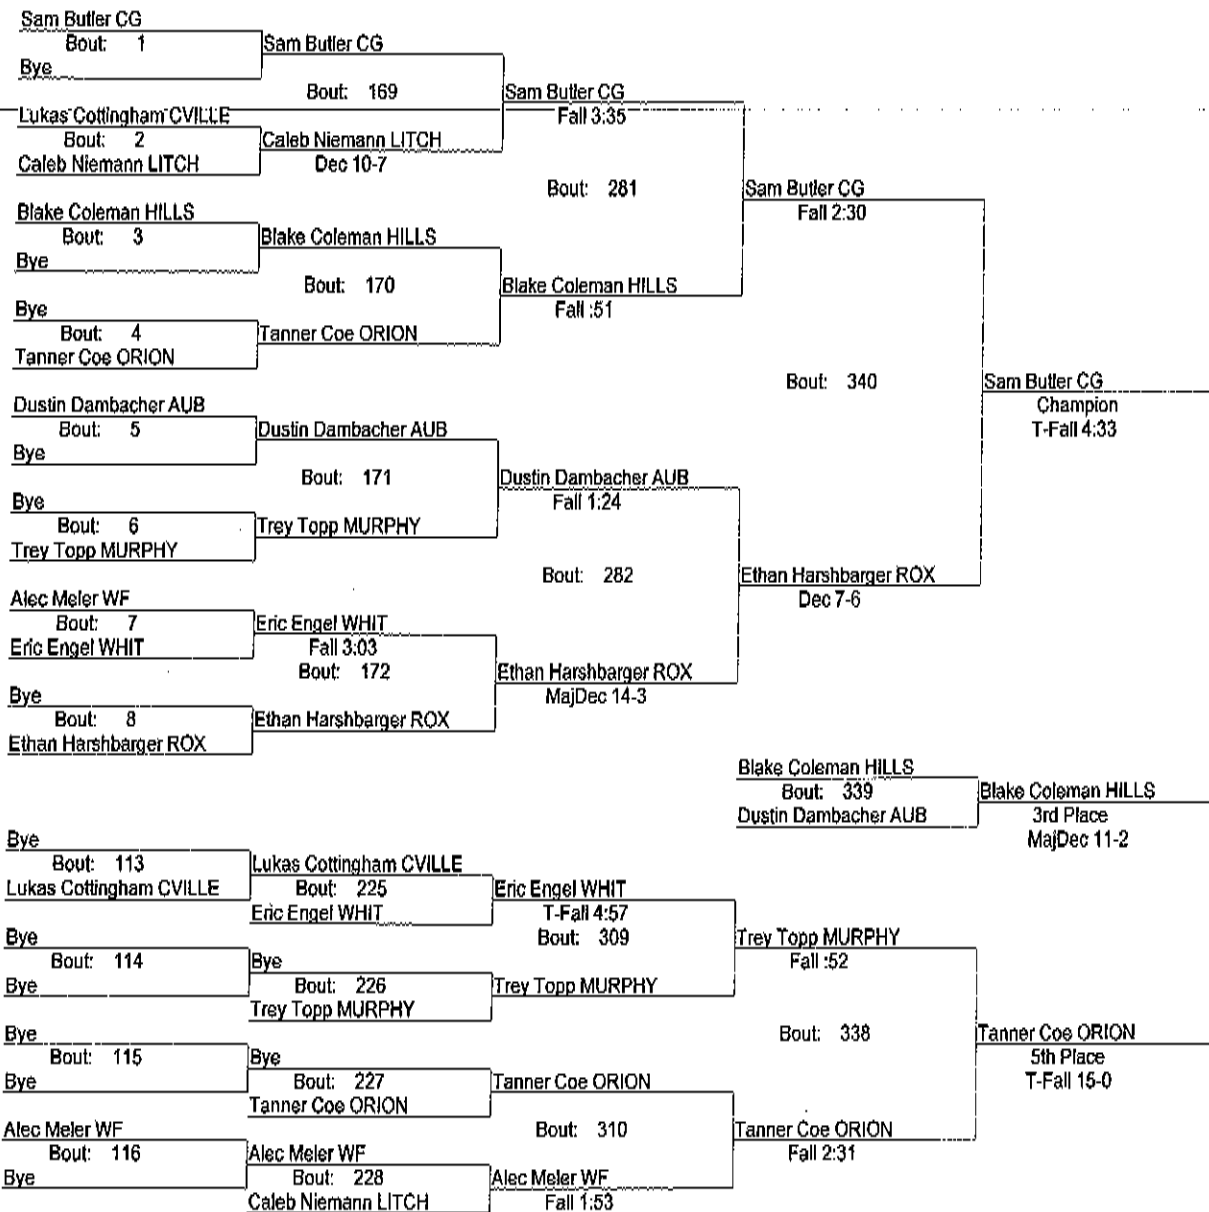 Sam Butler CG
Bout: 1
Bye
Sam Butler CG
Bout: 169
Lukas Cottingham CVILLE
Bout: 2
Caleb Niemann LITCH
Caleb Niemann LITCH
Dec 10-7
Sam Butler CG
Fall 3:35
Bout: 281
Blake Coleman HILLS
Bout: 3
Bye
Blake Coleman HILLS
Bout: 170
Bye
Bout: 4
Tanner Coe ORION
Tanner Coe ORION
Blake Coleman HILLS
Fall :51
Sam Butler CG
Fall 2:30
Bout: 340
Sam Butler CG
Champion
T-Fall 4:33
Dustin Dambacher AUB
Bout: 5
Bye
Dustin Dambacher AUB
Bout: 171
Bye
Bout: 6
Trey Topp MURPHY
Trey Topp MURPHY
Dustin Dambacher AUB
Fall 1:24
Bout: 282
Ethan Harshbarger ROX
Dec 7-6
Alec Meler WF
Bout: 7
Eric Engel WHIT
Eric Engel WHIT
Fall 3:03
Bout: 172
Bye
Bout: 8
Ethan Harshbarger ROX
Ethan Harshbarger ROX
Ethan Harshbarger ROX
MajDec 14-3
Blake Coleman HILLS
Bout: 339
Dustin Dambacher AUB
Blake Coleman HILLS
3rd Place
MajDec 11-2
Bye
Bout: 113
Lukas Cottingham CVILLE
Lukas Cottingham CVILLE
Bout: 225
Eric Engel WHIT
Eric Engel WHIT
T-Fall 4:57
Bout: 309
Bye
Bout: 114
Bye
Bye
Bout: 226
Trey Topp MURPHY
Trey Topp MURPHY
Trey Topp MURPHY
Fall :52
Bout: 338
Tanner Coe ORION
5th Place
T-Fall 15-0
Bye
Bout: 115
Bye
Bye
Bout: 227
Tanner Coe ORION
Tanner Coe ORION
Bout: 310
Tanner Coe ORION
Fall 2:31
Alec Meler WF
Bout: 116
Bye
Alec Meler WF
Bout: 228
Caleb Niemann LITCH
Alec Meler WF
Fall 1:53